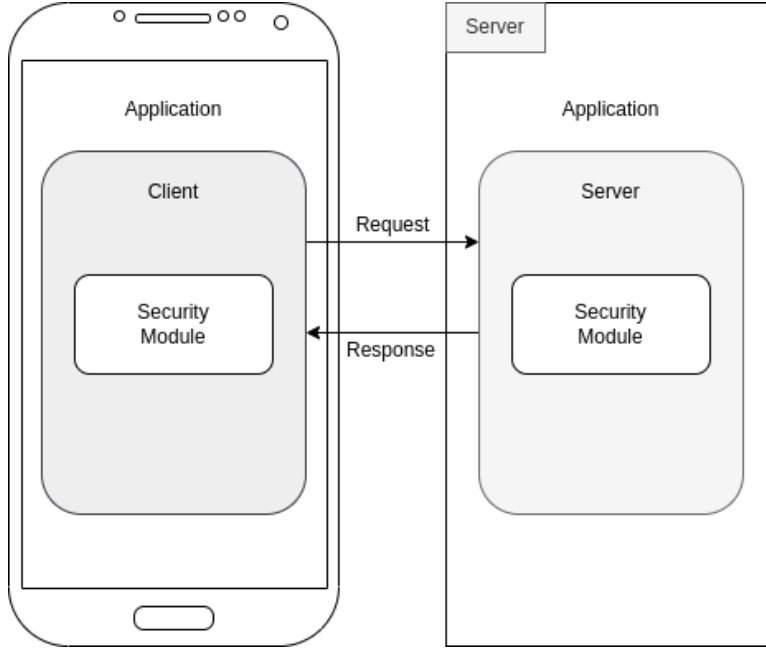 Server
Application
Application
Client
Server
Request
Security
Module
Security
Module
Response